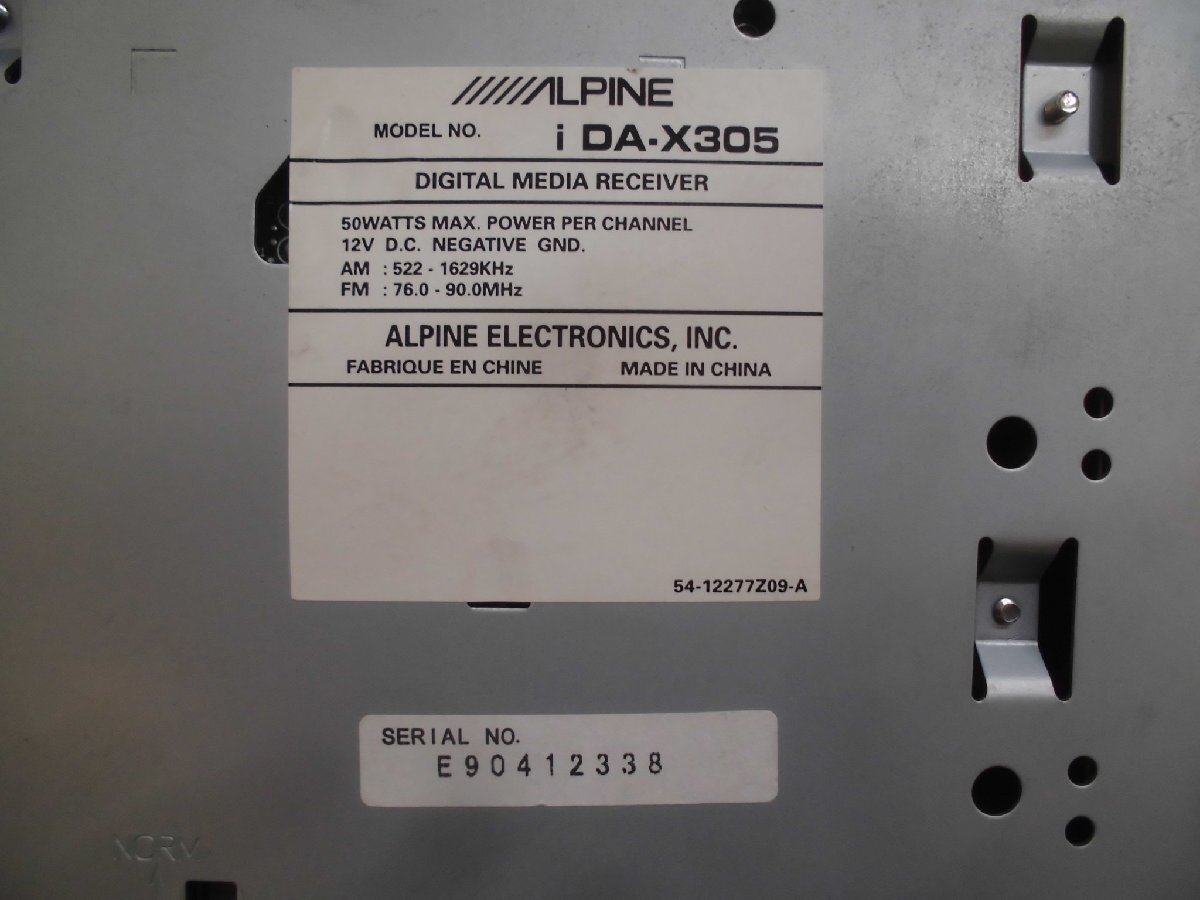 ALPINE
MODEL NO. i DA-X305
DIGITAL MEDIA RECEIVER
50WATTS MAX. POWER PER CHANNEL
12V D.C. NEGATIVE GND.
AM : 522 - 1629KHz
FM : 76.0 - 90.0MHz
ALPINE ELECTRONICS, INC.
FABRIQUE EN CHINE MADE IN CHINA
54-12277Z09-A
SERIAL NO.
E90412338